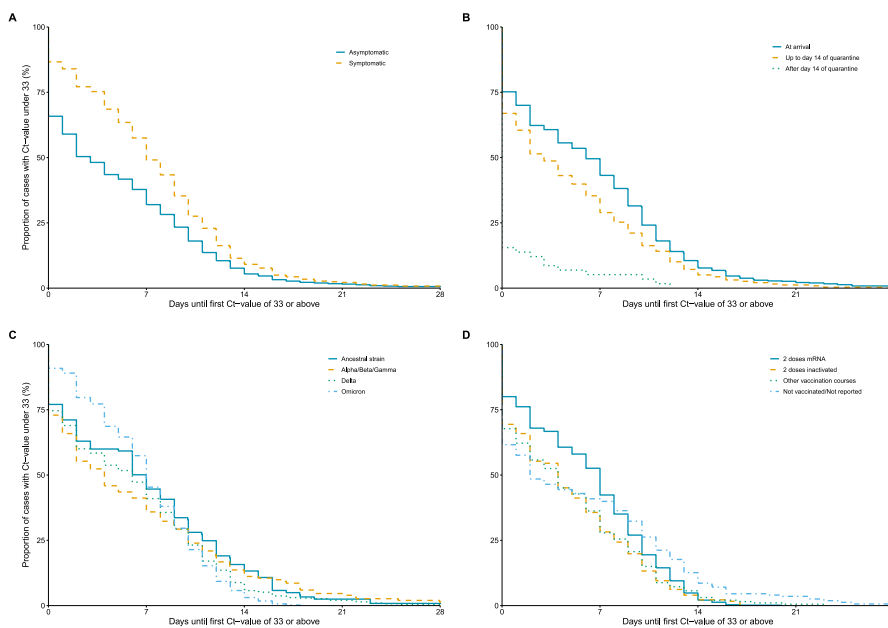 A
100
75
50
25
0
Proportion of cases with Ct-value under 33 (%)
Asymptomatic
Symptomatic
0
7
14
21
28
Days until first Ct-value of 33 or above
B
100
75
50
25
0
At arrival
Up to day 14 of quarantine
After day 14 of quarantine
0
7
14
21
Days until first Ct-value of 33 or above
C
100
75
50
25
0
Proportion of cases with Ct-value under 33 (%)
Ancestral strain
Alpha/Beta/Gamma
Delta
Omicron
0
7
14
21
28
Days until first Ct-value of 33 or above
D
100
75
50
25
0
2 doses mRNA
2 doses inactivated
Other vaccination courses
Not vaccinated/Not reported
0
7
14
21
Days until first Ct-value of 33 or above